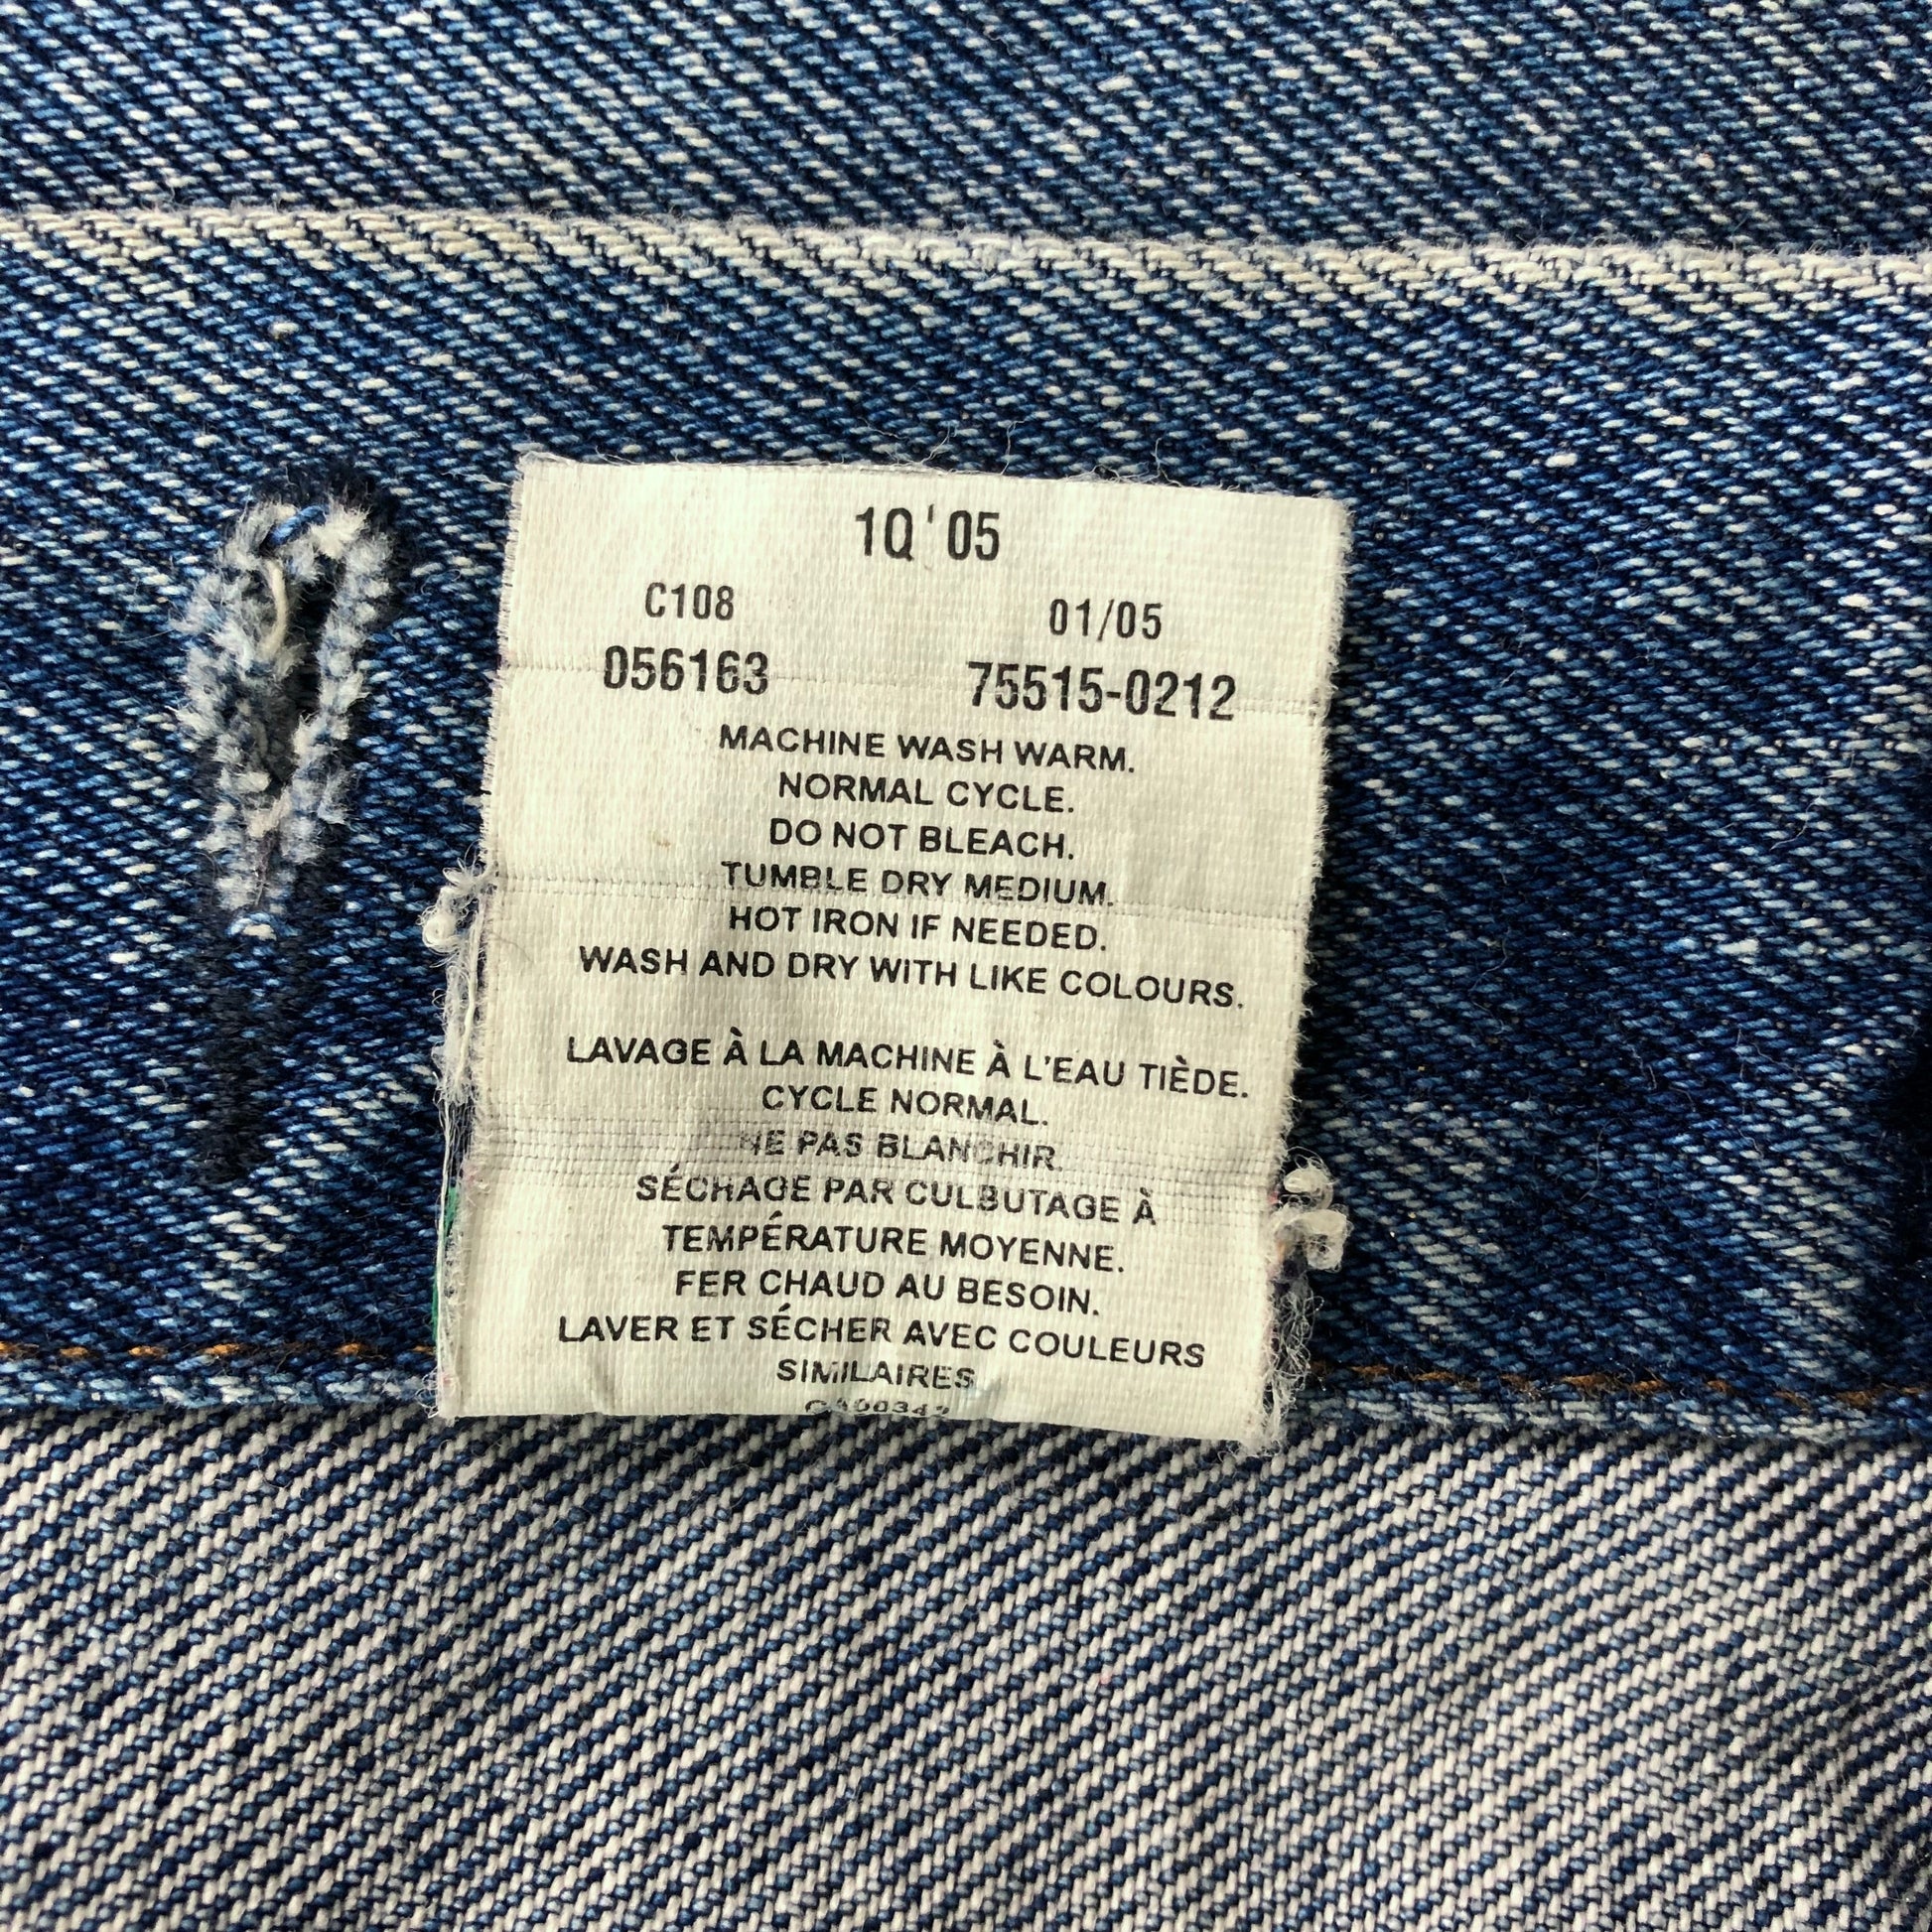 1Q '05
C108 01/05
056163 75515-0212
MACHINE WASH WARM.
NORMAL CYCLE.
DO NOT BLEACH.
TUMBLE DRY MEDIUM.
HOT IRON IF NEEDED.
WASH AND DRY WITH LIKE COLOURS.
LAVAGE À LA MACHINE À L'EAU TIÈDE.
CYCLE NORMAL.
NE PAS BLANCHIR.
SÉCHAGE PAR CULBUTAGE À
TEMPÉRATURE MOYENNE.
FER CHAUD AU BESOIN.
LAVER ET SÉCHER AVEC COULEURS
SIMILAIRES